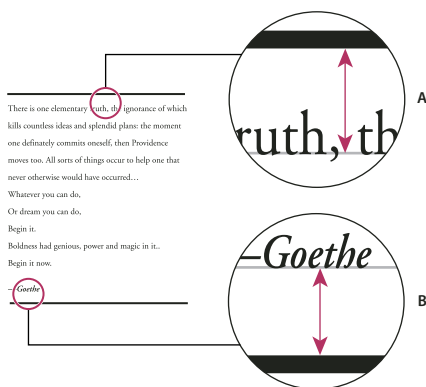 There is one elementary truth, the ignorance of which
kills countless ideas and splendid plans: the moment
one definately commits oneself, then Providence
moves too. All sorts of things occur to help one that
never otherwise would have occurred…
Whatever you can do,
Or dream you can do,
Begin it.
Boldness had genious, power and magic in it..
Begin it now.
–Goethe
ruth, th
A
–Goethe
B